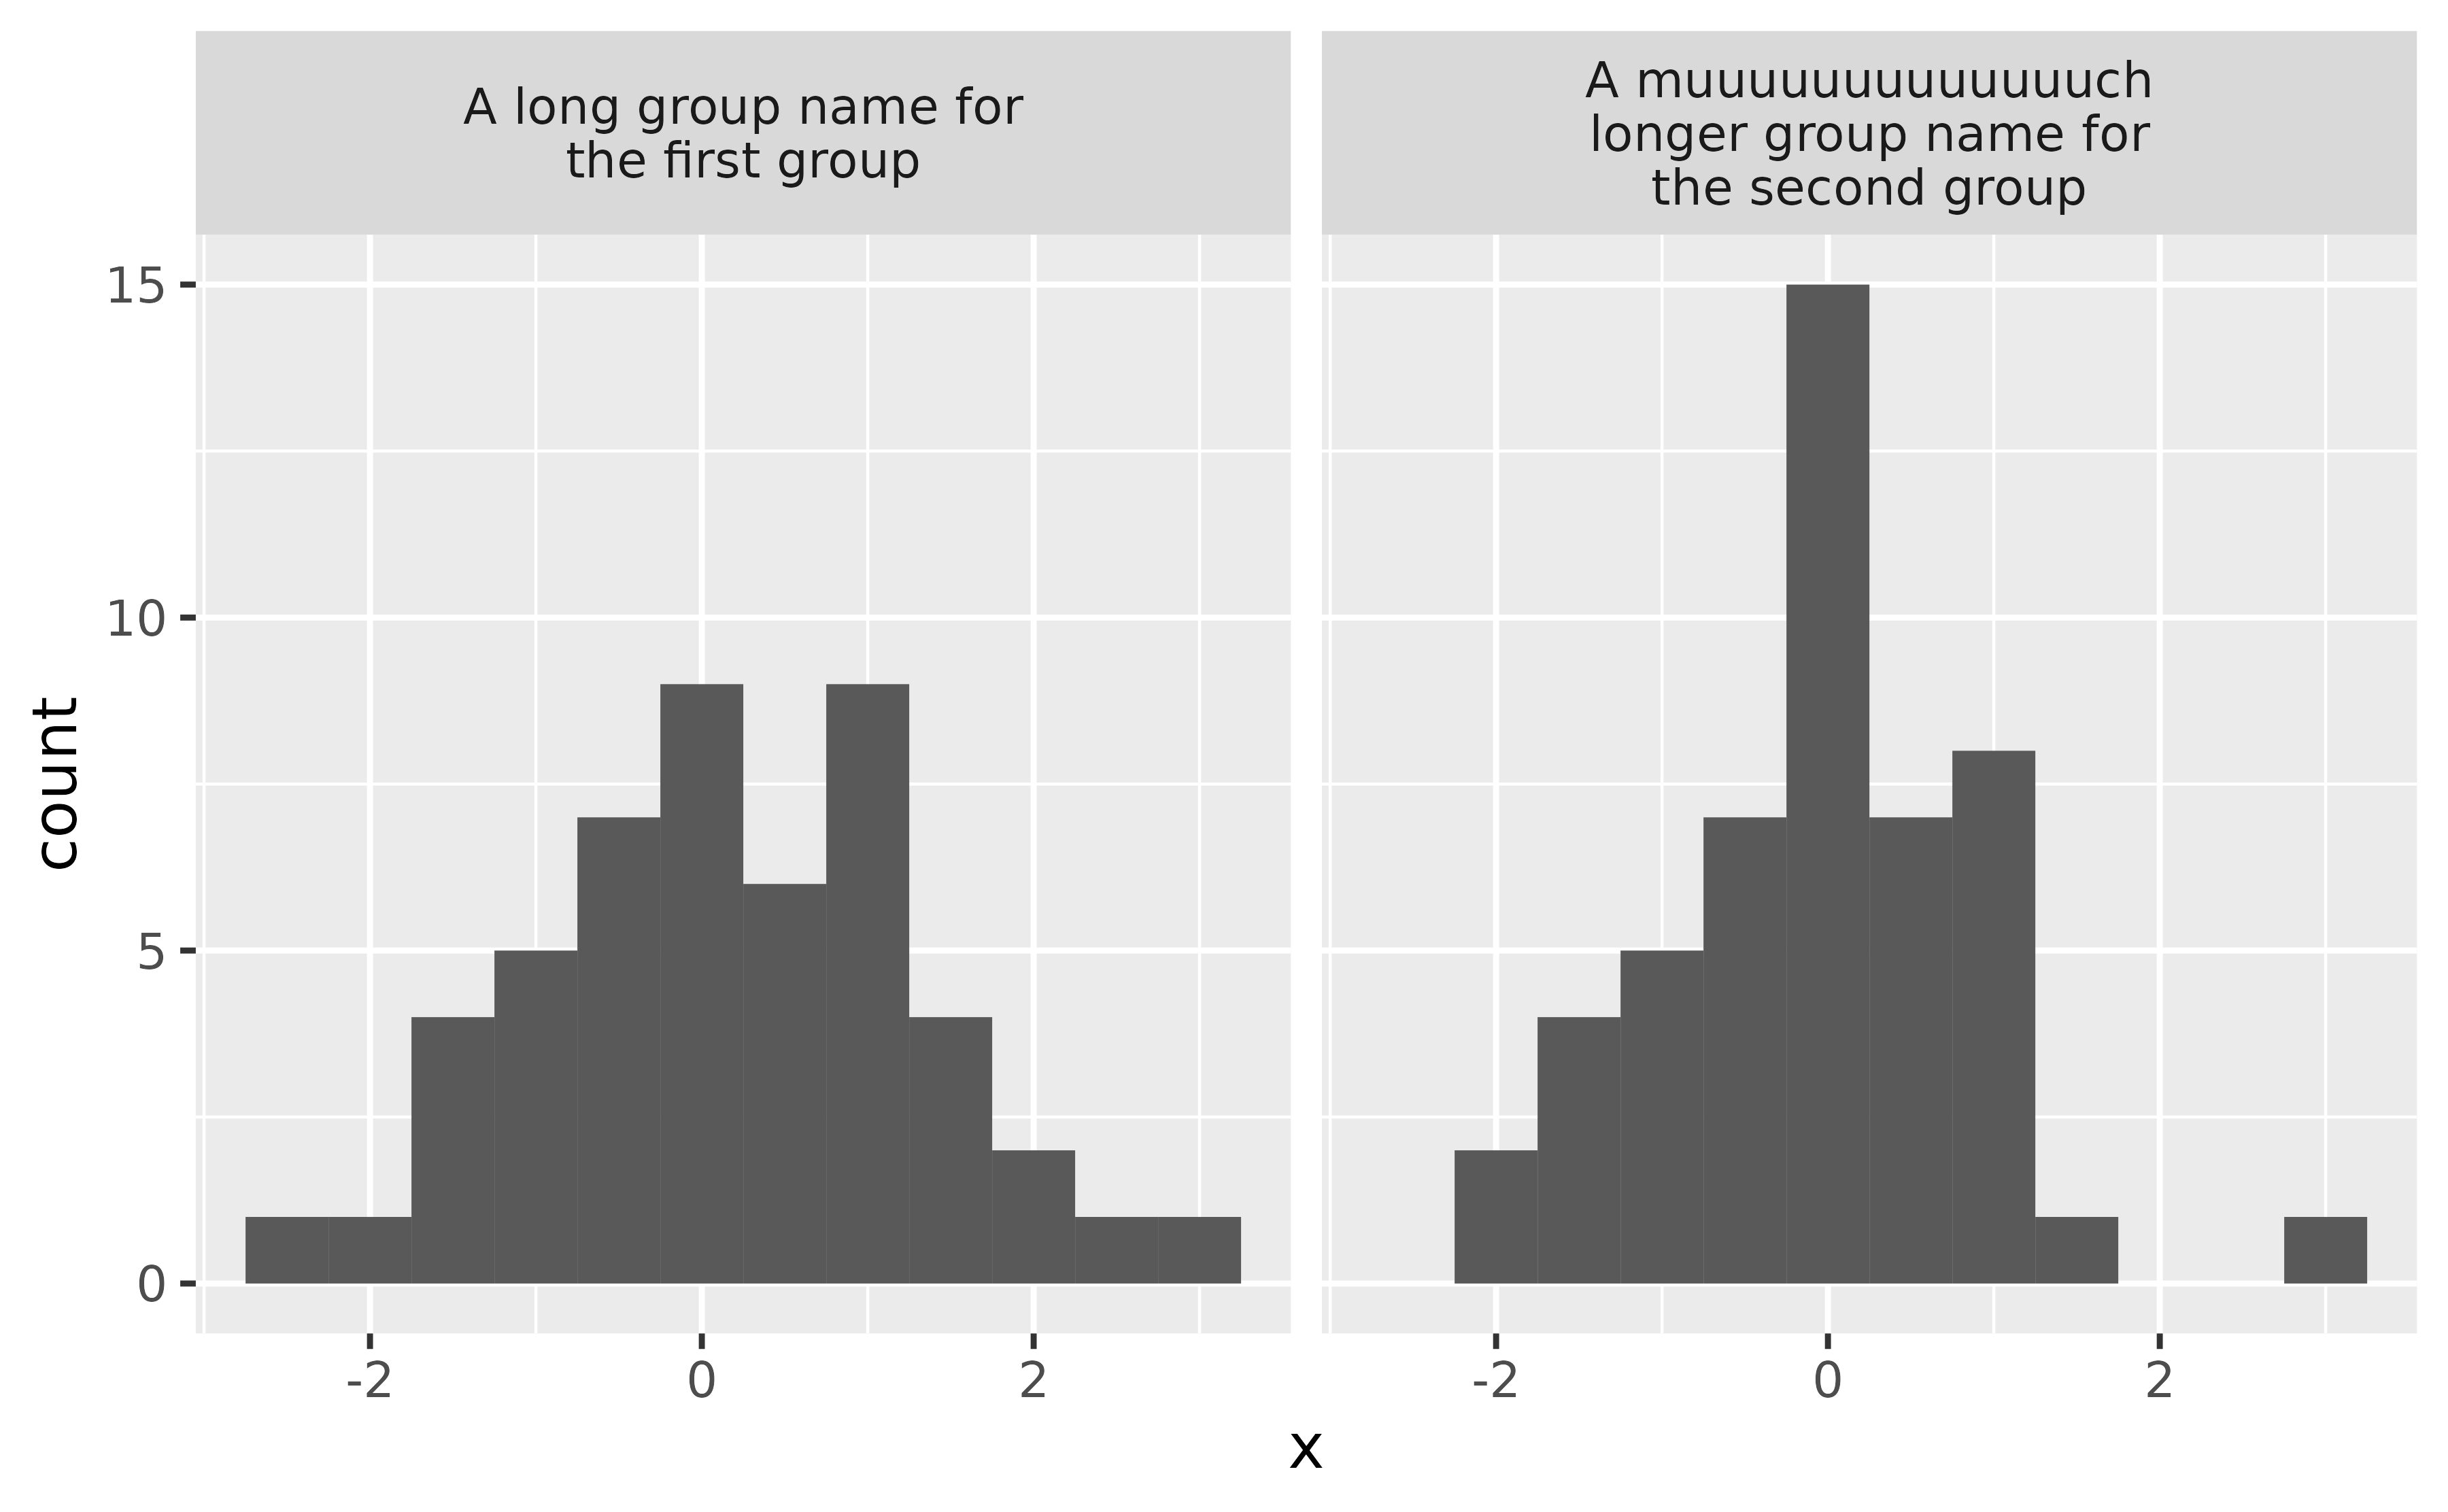 A long group name for
the first group
A muuuuuuuuuuuuuch
longer group name for
the second group
15
10
5
0
count
-2 0 2
-2 0 2
x